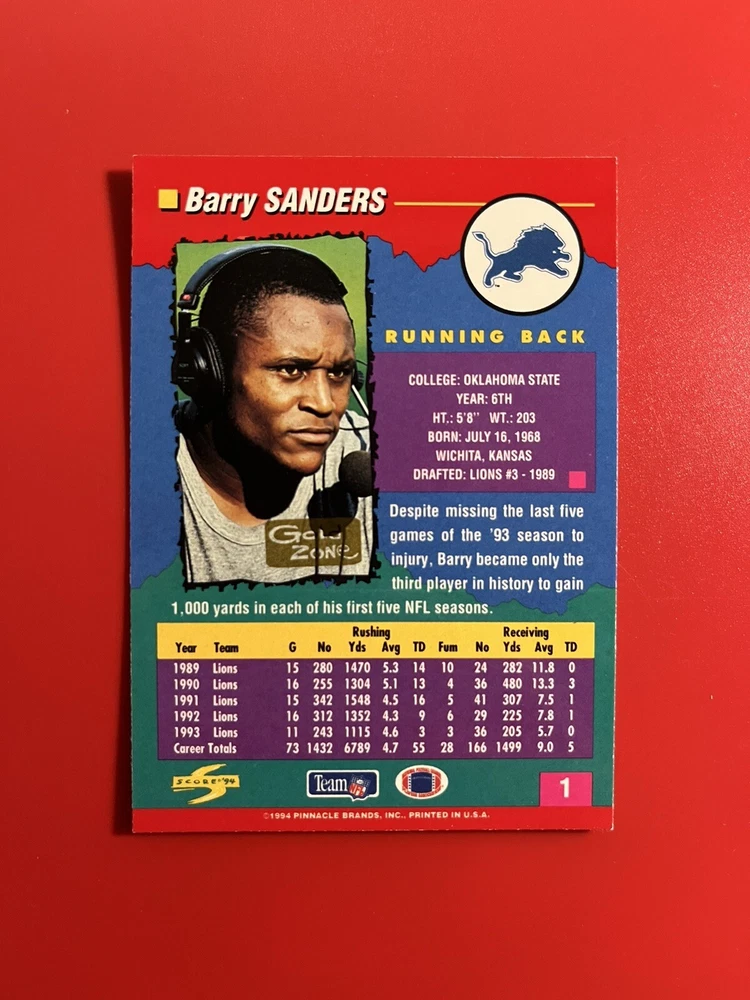 Barry SANDERS
RUNNING BACK
COLLEGE: OKLAHOMA STATE
YEAR: 6TH
HT.: 5'8" WT.: 203
BORN: JULY 16, 1968
WICHITA, KANSAS
DRAFTED: LIONS #3 - 1989
Gold
ZONE
Despite missing the last five
games of the '93 season to
injury, Barry became only the
third player in history to gain
1,000 yards in each of his first five NFL seasons.
Rushing Receiving
Year Team G No Yds Avg TD Fum No Yds Avg TD
1989 Lions 15 280 1470 5.3 14 10 24 282 11.8 0
1990 Lions 16 255 1304 5.1 13 4 36 480 13.3 3
1991 Lions 15 342 1548 4.5 16 5 41 307 7.5 1
1992 Lions 16 312 1352 4.3 9 6 29 225 7.8 1
1993 Lions 11 243 1115 4.6 3 3 36 205 5.7 0
Career Totals 73 1432 6789 4.7 55 28 166 1499 9.0 5
SCORE '94
Team NFL
1
©1994 PINNACLE BRANDS, INC., PRINTED IN U.S.A.